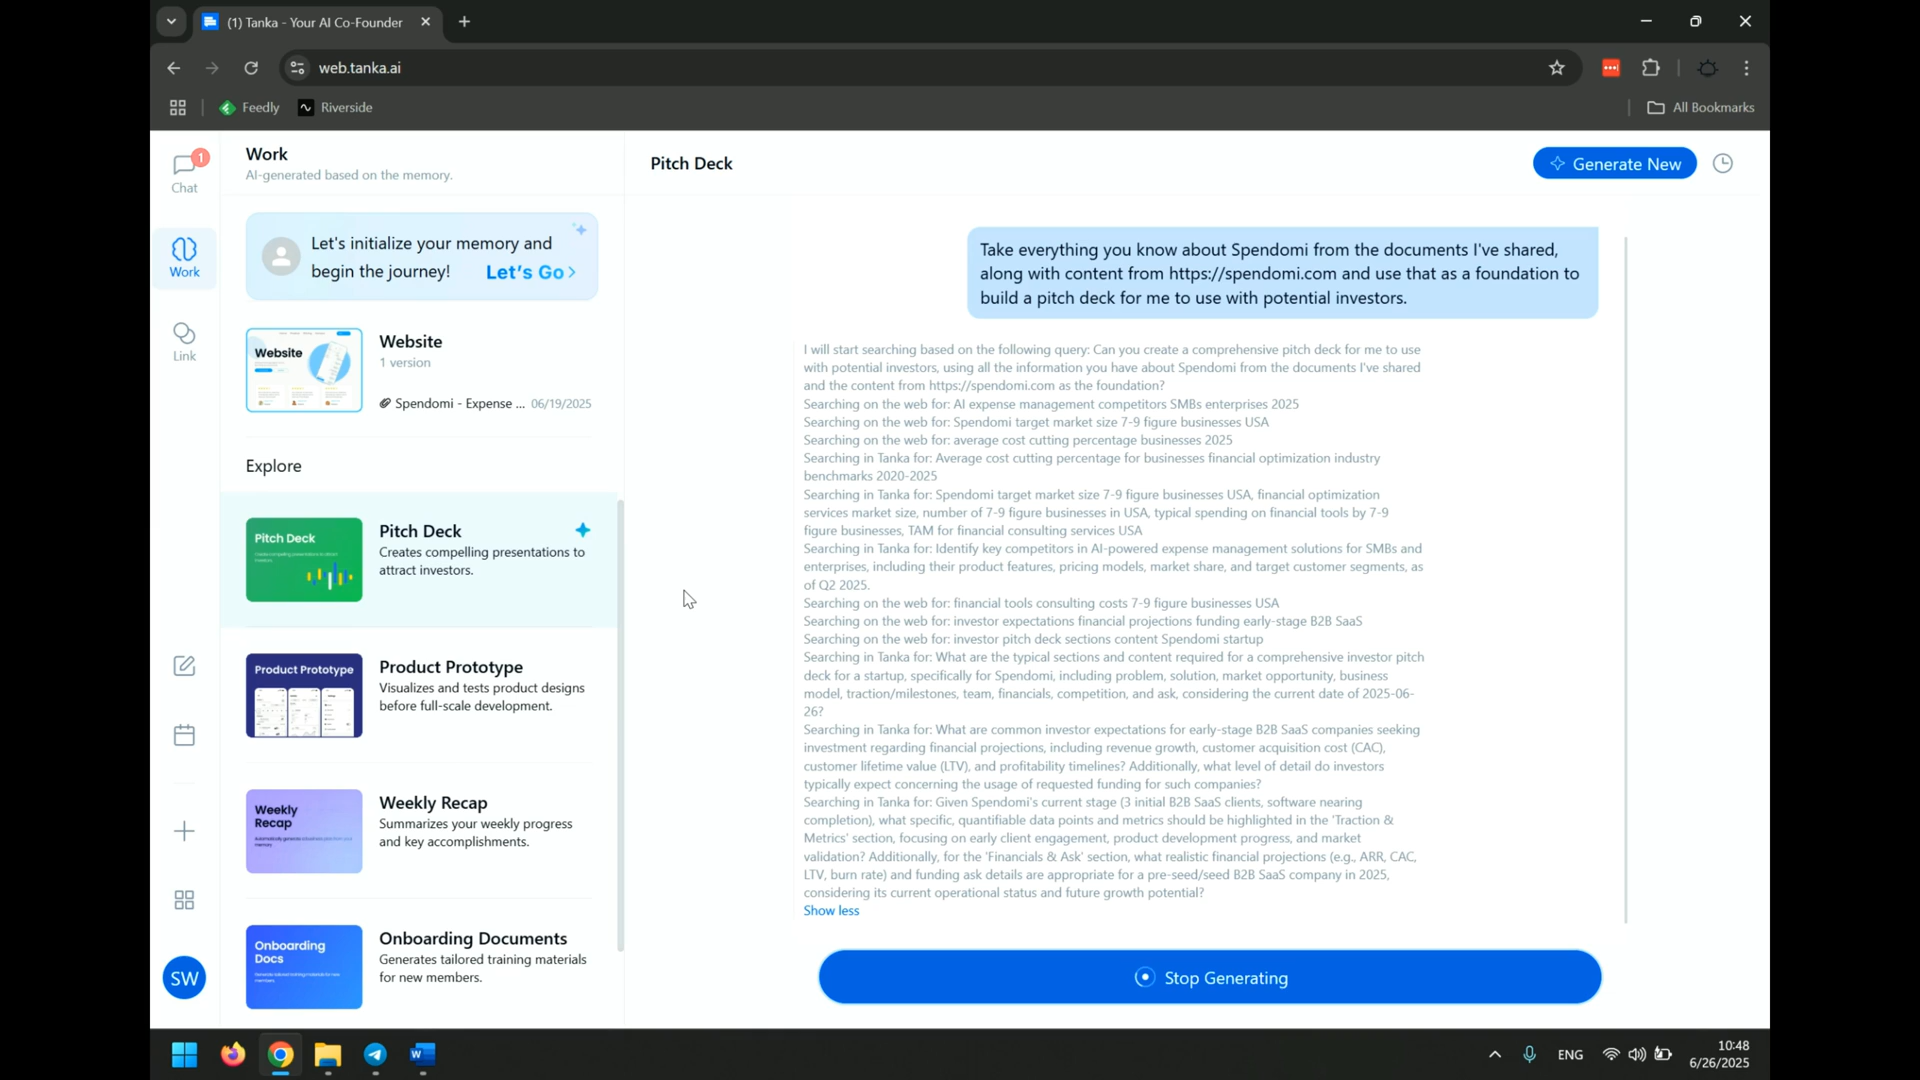 (1) Tanka - Your AI Co-Founder
web.tanka.ai
Feedly
Riverside
All Bookmarks
1
Chat
Work
Link
SW
Work
AI-generated based on the memory.
Let's initialize your memory and
begin the journey!
Let's Go >
Website
Website
1 version
Spendomi - Expense ...
06/19/2025
Explore
Pitch Deck
Pitch Deck
Creates compelling presentations to
attract investors.
Product Prototype
Product Prototype
Visualizes and tests product designs
before full-scale development.
Weekly
Recap
Weekly Recap
Summarizes your weekly progress
and key accomplishments.
Onboarding
Docs
Onboarding Documents
Generates tailored training materials
for new members.
Pitch Deck
Generate New
Take everything you know about Spendomi from the documents I've shared,
along with content from https://spendomi.com and use that as a foundation to
build a pitch deck for me to use with potential investors.
I will start searching based on the following query: Can you create a comprehensive pitch deck for me to use
with potential investors, using all the information you have about Spendomi from the documents I've shared
and the content from https://spendomi.com as the foundation?
Searching on the web for: AI expense management competitors SMBs enterprises 2025
Searching on the web for: Spendomi target market size 7-9 figure businesses USA
Searching on the web for: average cost cutting percentage businesses 2025
Searching in Tanka for: Average cost cutting percentage for businesses financial optimization industry
benchmarks 2020-2025
Searching in Tanka for: Spendomi target market size 7-9 figure businesses USA, financial optimization
services market size, number of 7-9 figure businesses in USA, typical spending on financial tools by 7-9
figure businesses, TAM for financial consulting services USA
Searching in Tanka for: Identify key competitors in AI-powered expense management solutions for SMBs and
enterprises, including their product features, pricing models, market share, and target customer segments, as
of Q2 2025.
Searching on the web for: financial tools consulting costs 7-9 figure businesses USA
Searching on the web for: investor expectations financial projections funding early-stage B2B SaaS
Searching on the web for: investor pitch deck sections content Spendomi startup
Searching in Tanka for: What are the typical sections and content required for a comprehensive investor pitch
deck for a startup, specifically for Spendomi, including problem, solution, market opportunity, business
model, traction/milestones, team, financials, competition, and ask, considering the current date of 2025-06-
26?
Searching in Tanka for: What are common investor expectations for early-stage B2B SaaS companies seeking
investment regarding financial projections, including revenue growth, customer acquisition cost (CAC),
customer lifetime value (LTV), and profitability timelines? Additionally, what level of detail do investors
typically expect concerning the usage of requested funding for such companies?
Searching in Tanka for: Given Spendomi's current stage (3 initial B2B SaaS clients, software nearing
completion), what specific, quantifiable data points and metrics should be highlighted in the 'Traction &
Metrics' section, focusing on early client engagement, product development progress, and market
validation? Additionally, for the 'Financials & Ask' section, what realistic financial projections (e.g., ARR, CAC,
LTV, burn rate) and funding ask details are appropriate for a pre-seed/seed B2B SaaS company in 2025,
considering its current operational status and future growth potential?
Show less
Stop Generating
ENG
10:48
6/26/2025